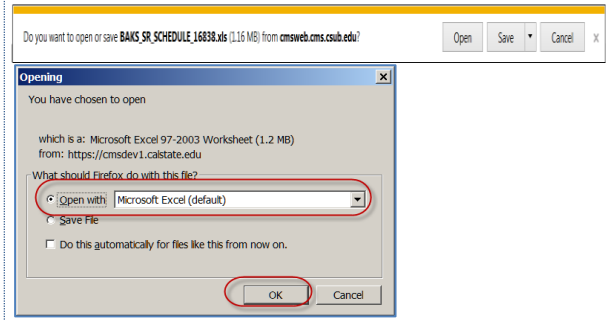 Do you want to open or save BAKS_SR_SCHEDULE_16838.xls (1.16 MB) from cmsweb.cms.csub.edu? Open Save Cancel x
Opening
You have chosen to open
which is a: Microsoft Excel 97-2003 Worksheet (1.2 MB)
from: https://cmsdev1.calstate.edu
What should Firefox do with this file?
Open with Microsoft Excel (default)
Save File
Do this automatically for files like this from now on.
OK Cancel